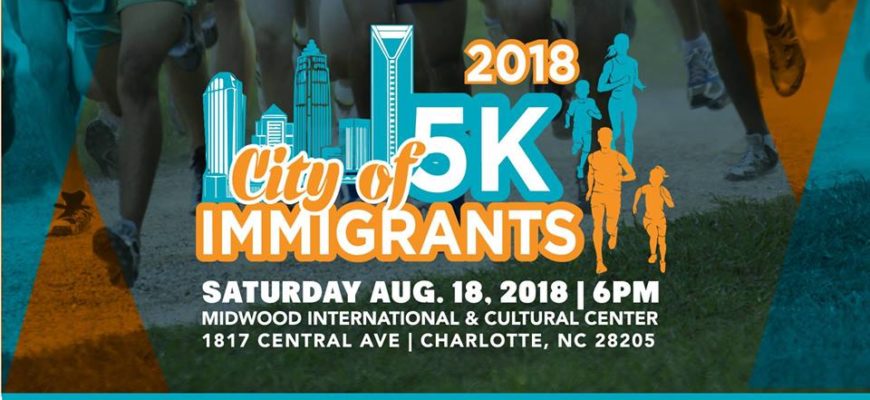 2018
5K
City of
IMMIGRANTS
SATURDAY AUG. 18, 2018 | 6PM
MIDWOOD INTERNATIONAL & CULTURAL CENTER
1817 CENTRAL AVE | CHARLOTTE, NC 28205